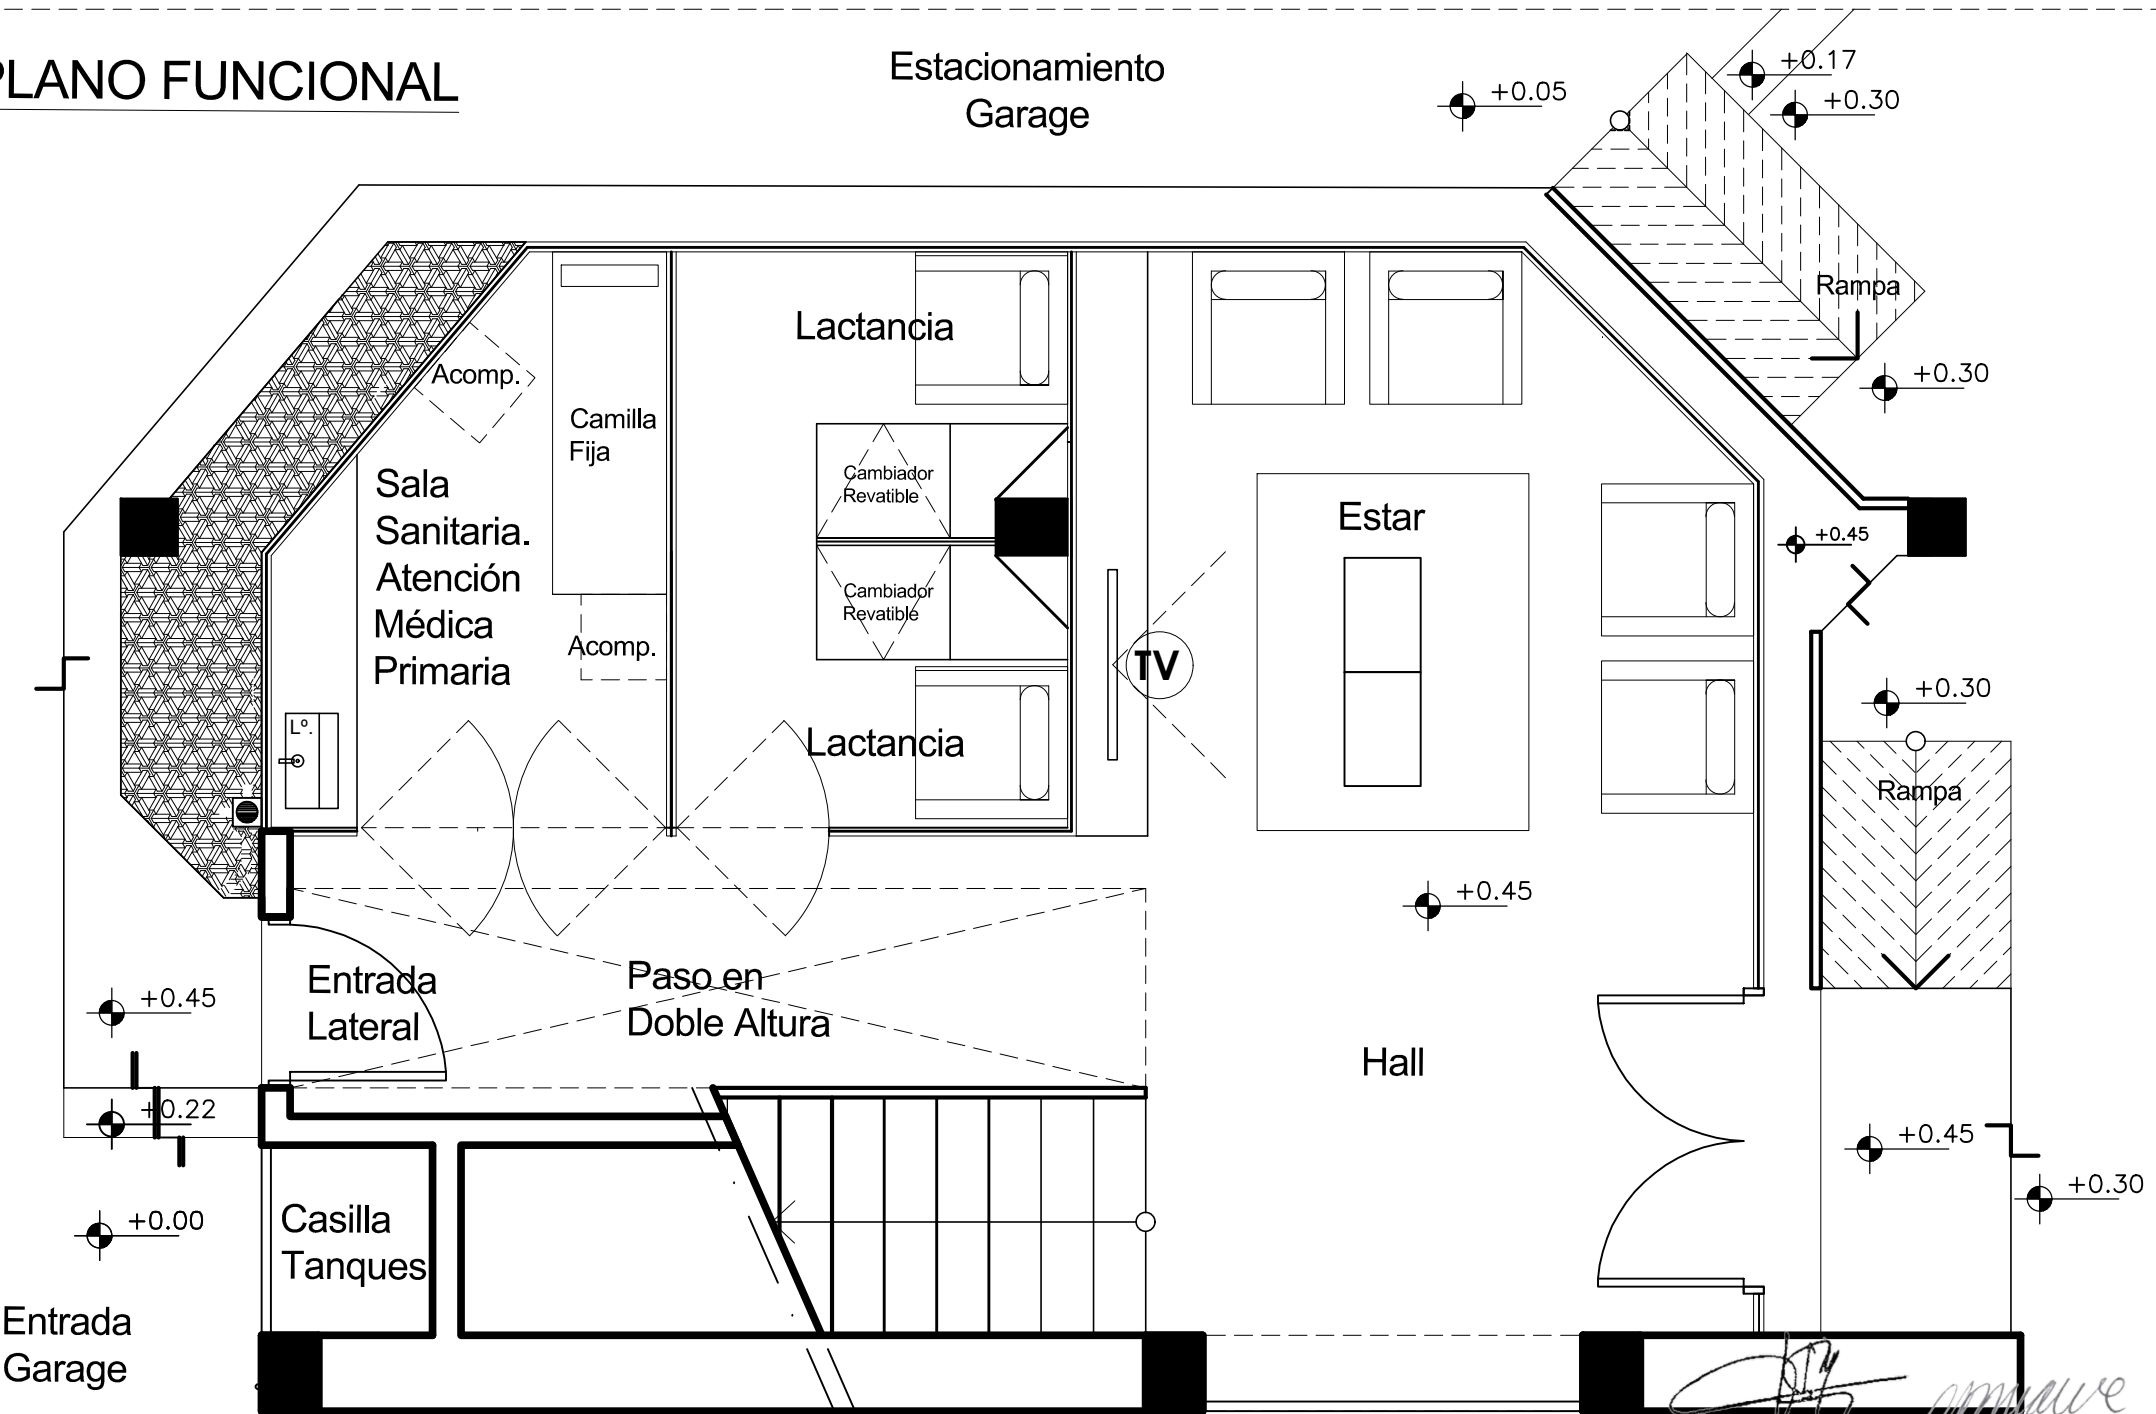 PLANO FUNCIONAL
Estacionamiento
Garage
+0.05
+0.17
+0.30
Rampa
+0.30
Lactancia
Acomp.
Camilla
Fija
Sala
Sanitaria.
Atención
Médica
Primaria
Cambiador
Revatible
Cambiador
Revatible
Estar
+0.45
Acomp.
TV
+0.30
Lº.
Lactancia
Rampa
+0.45
Entrada
Lateral
Paso en
Doble Altura
+0.45
Hall
+0.22
+0.45
+0.30
+0.00
Casilla
Tanques
Entrada
Garage